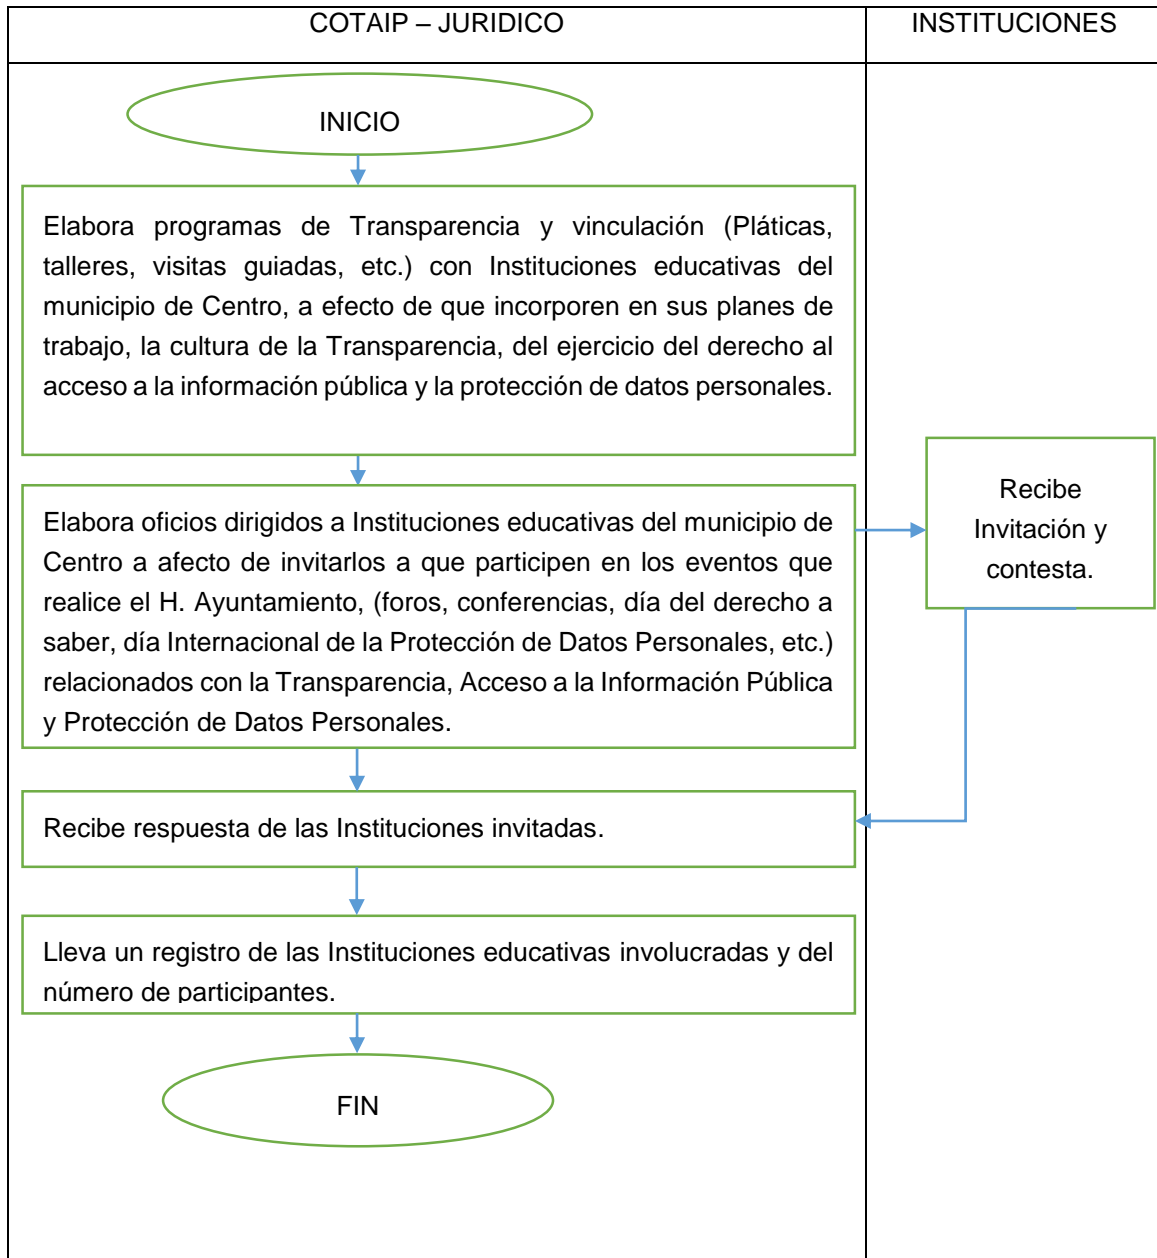 COTAIP – JURIDICO
INSTITUCIONES
INICIO
Elabora programas de Transparencia y vinculación (Pláticas,
talleres, visitas guiadas, etc.) con Instituciones educativas del
municipio de Centro, a efecto de que incorporen en sus planes de
trabajo, la cultura de la Transparencia, del ejercicio del derecho al
acceso a la información pública y la protección de datos personales.
Elabora oficios dirigidos a Instituciones educativas del municipio de
Centro a afecto de invitarlos a que participen en los eventos que
realice el H. Ayuntamiento, (foros, conferencias, día del derecho a
saber, día Internacional de la Protección de Datos Personales, etc.)
relacionados con la Transparencia, Acceso a la Información Pública
y Protección de Datos Personales.
Recibe
Invitación y
contesta.
Recibe respuesta de las Instituciones invitadas.
Lleva un registro de las Instituciones educativas involucradas y del
número de participantes.
FIN